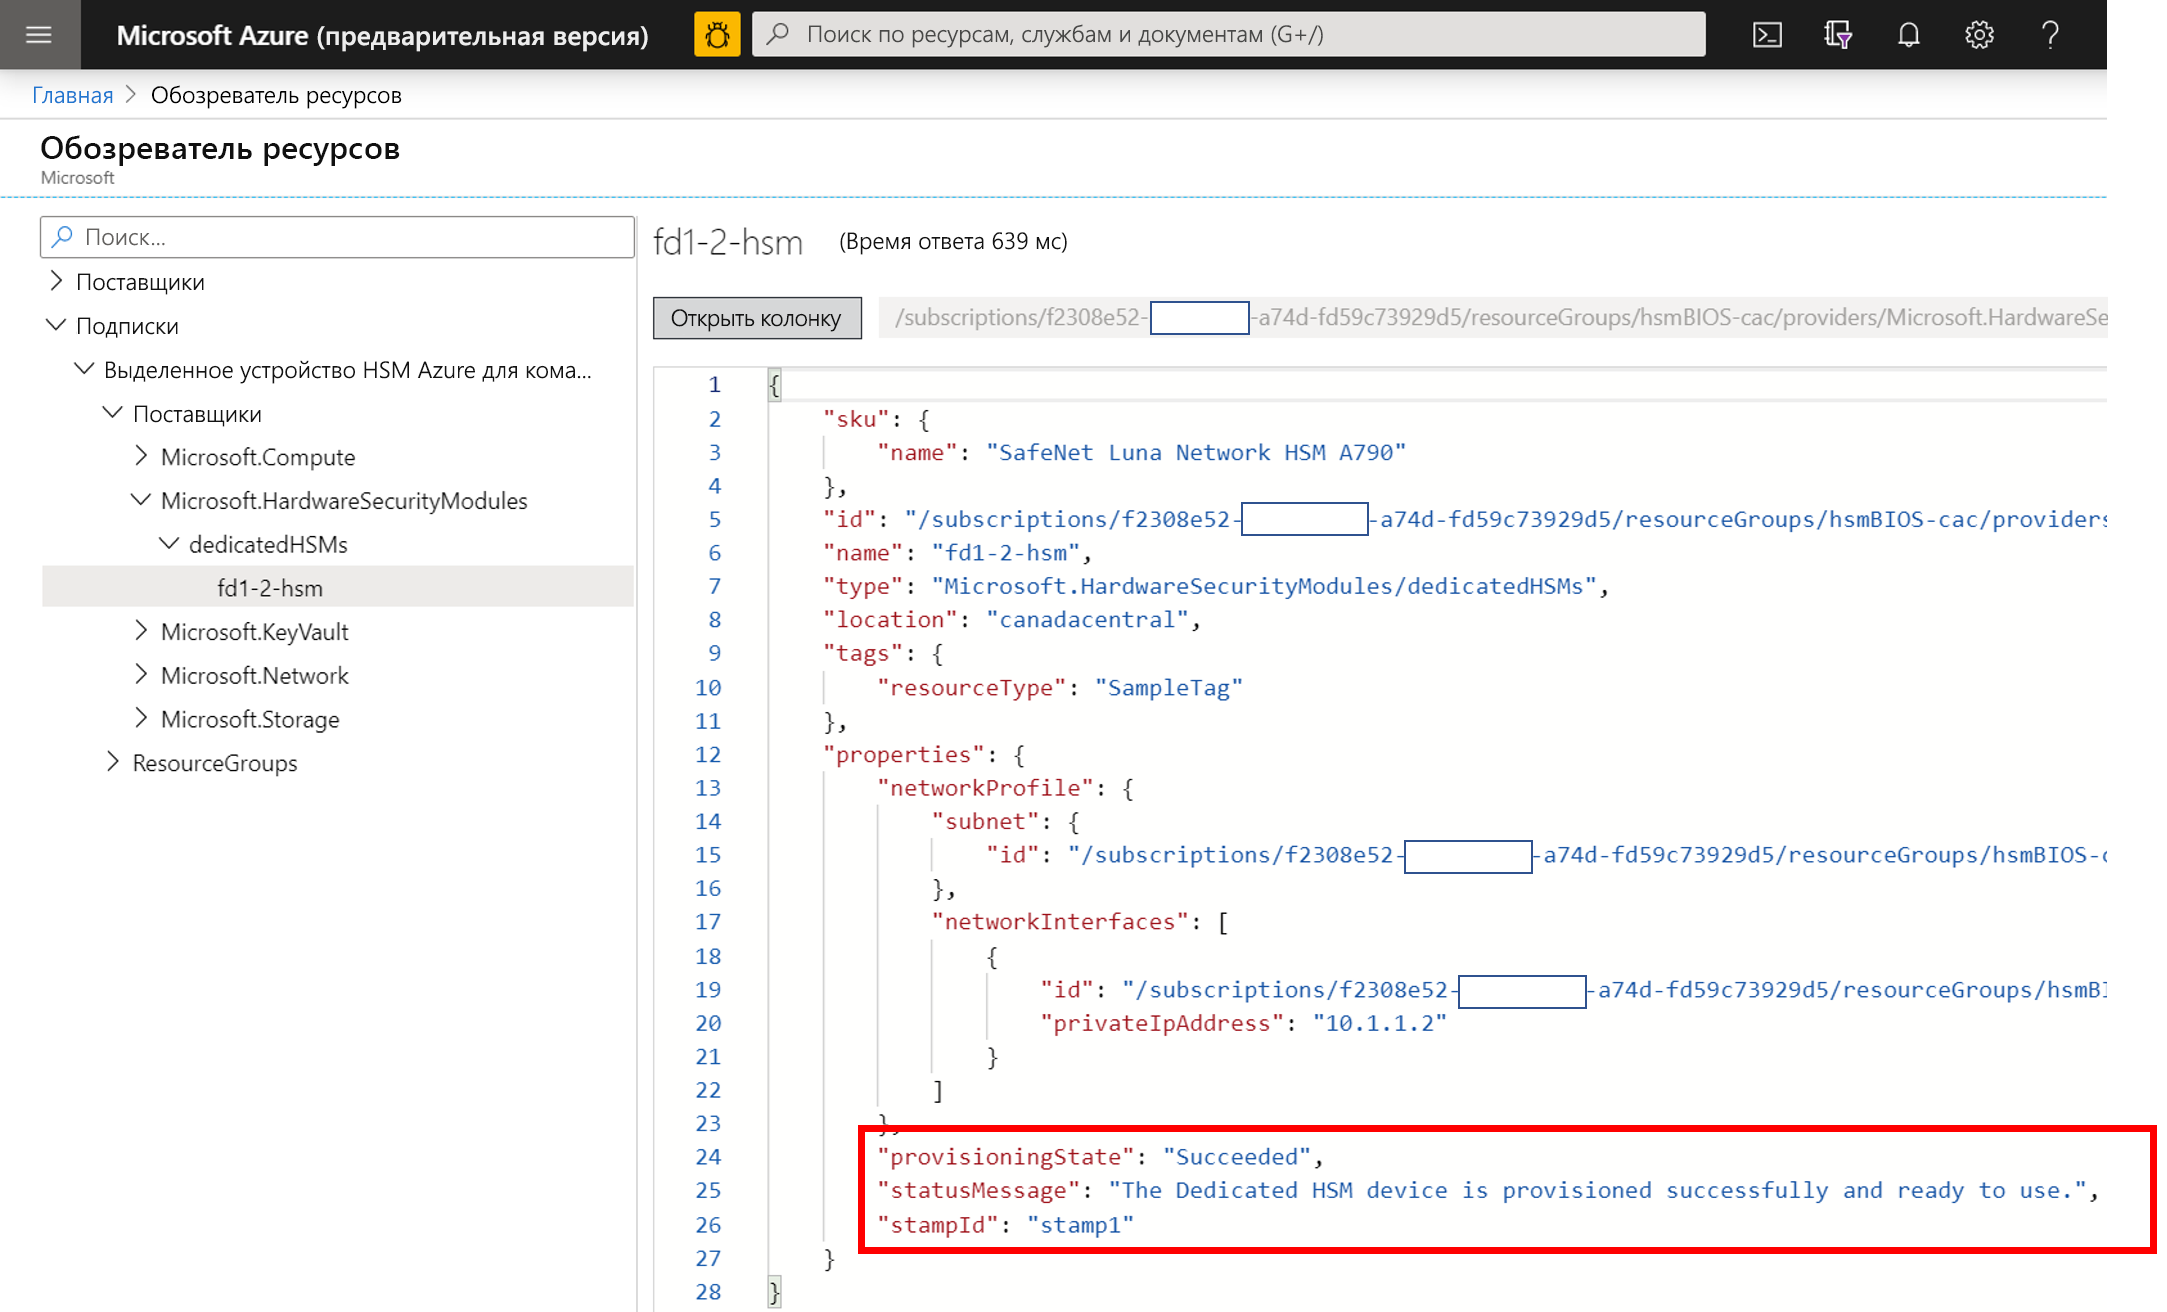 Microsoft Azure (предварительная версия)
Поиск по ресурсам, службам и документам (G+/)
Главная > Обозреватель ресурсов
Обозреватель ресурсов
Microsoft
Поиск...
Поставщики
Подписки
Выделенное устройство HSM Azure для кома...
Поставщики
Microsoft.Compute
Microsoft.HardwareSecurityModules
dedicatedHSMs
fd1-2-hsm
Microsoft.KeyVault
Microsoft.Network
Microsoft.Storage
ResourceGroups
fd1-2-hsm (Время ответа 639 мс)
Открыть колонку /subscriptions/f2308e52- -a74d-fd59c73929d5/resourceGroups/hsmBIOS-cac/providers/Microsoft.HardwareSe
1 {
2 "sku": {
3 "name": "SafeNet Luna Network HSM A790"
4 },
5 "id": "/subscriptions/f2308e52- -a74d-fd59c73929d5/resourceGroups/hsmBIOS-cac/providers
6 "name": "fd1-2-hsm",
7 "type": "Microsoft.HardwareSecurityModules/dedicatedHSMs",
8 "location": "canadacentral",
9 "tags": {
10 "resourceType": "SampleTag"
11 },
12 "properties": {
13 "networkProfile": {
14 "subnet": {
15 "id": "/subscriptions/f2308e52- -a74d-fd59c73929d5/resourceGroups/hsmBIOS-c
16 },
17 "networkInterfaces": [
18 {
19 "id": "/subscriptions/f2308e52- -a74d-fd59c73929d5/resourceGroups/hsmBI
20 "privateIpAddress": "10.1.1.2"
21 }
22 ]
23 },
24 "provisioningState": "Succeeded",
25 "statusMessage": "The Dedicated HSM device is provisioned successfully and ready to use.",
26 "stampId": "stamp1"
27 }
28 }